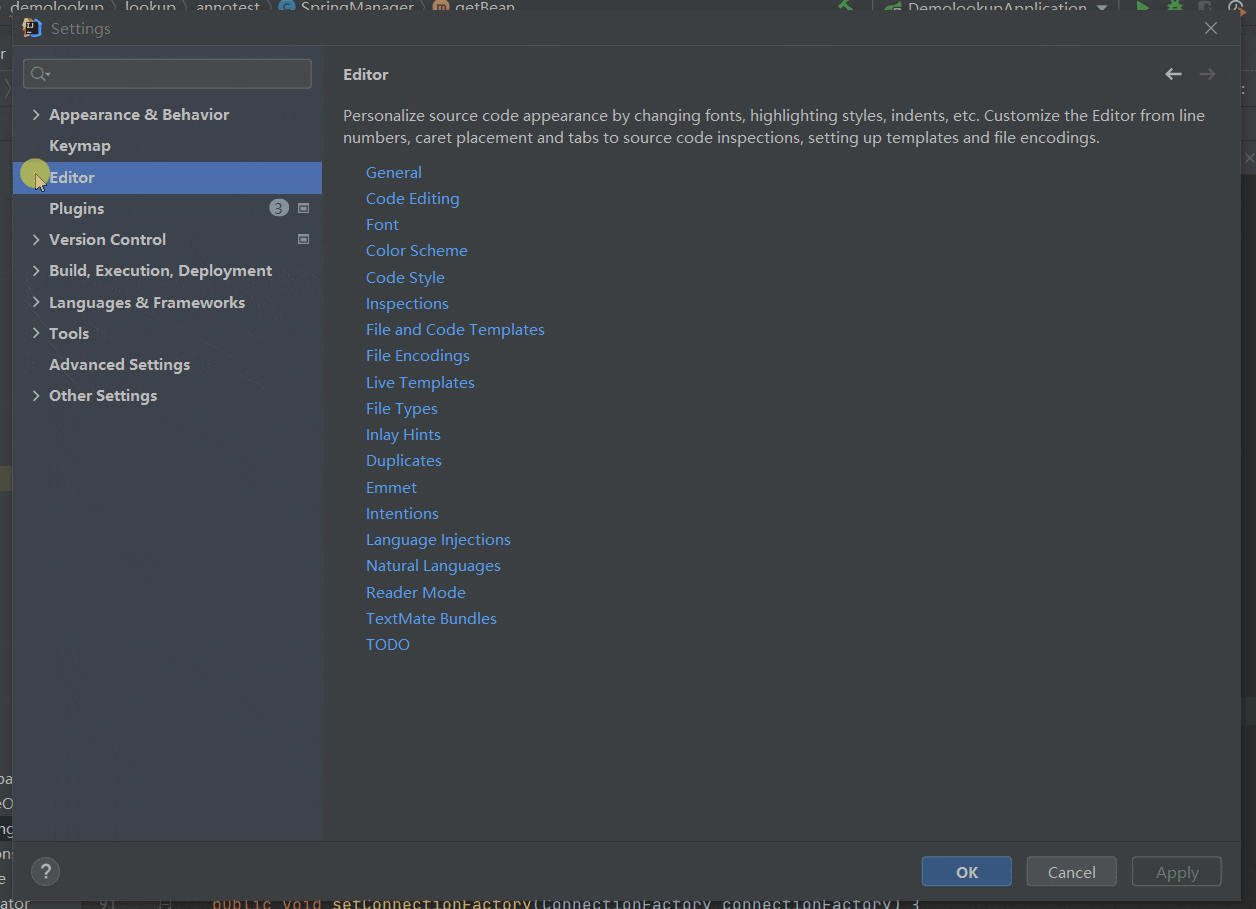 demolookup lookup annotest SpringManager getBean DemolookupApplication
Settings
Editor
Personalize source code appearance by changing fonts, highlighting styles, indents, etc. Customize the Editor from line
numbers, caret placement and tabs to source code inspections, setting up templates and file encodings.
Appearance & Behavior
Keymap
Editor
Plugins 3
Version Control
Build, Execution, Deployment
Languages & Frameworks
Tools
Advanced Settings
Other Settings
General
Code Editing
Font
Color Scheme
Code Style
Inspections
File and Code Templates
File Encodings
Live Templates
File Types
Inlay Hints
Duplicates
Emmet
Intentions
Language Injections
Natural Languages
Reader Mode
TextMate Bundles
TODO
?
OK
Cancel
Apply
ator 91 public void setConnectionFactory(ConnectionFactory connectionFactory) {